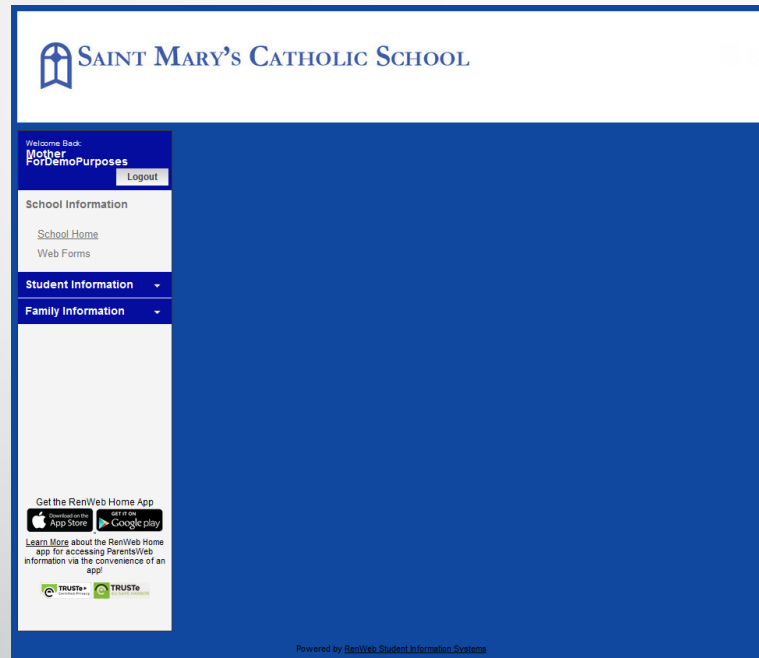 SAINT MARY'S CATHOLIC SCHOOL
Welcome Back:
Mother
ForDemoPurposes
Logout
School Information
School Home
Web Forms
Student Information
Family Information
Get the RenWeb Home App
Download on the
App Store
GET IT ON
Google play
Learn More about the RenWeb Home
app for accessing ParentsWeb
information via the convenience of an
app!
TRUSTe
Certified Privacy
TRUSTe
Powered by RenWeb Student Information Systems